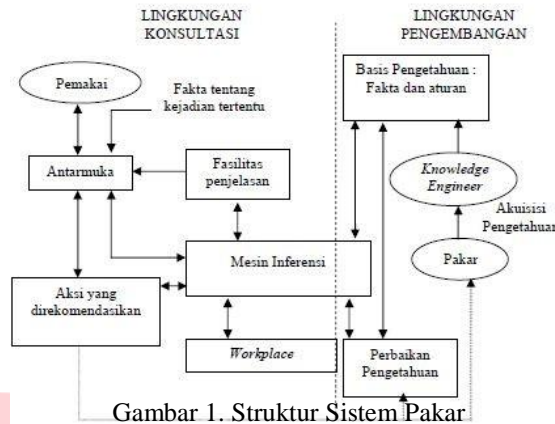 LINGKUNGAN
KONSULTASI
LINGKUNGAN
PENGEMBANGAN
Pemakai
Fakta tentang
kejadian tertentu
Basis Pengetahuan :
Fakta dan aturan
Antarmuka
Fasilitas
penjelasan
Knowledge
Engineer
Akuisisi
Pengetahuan
Mesin Inferensi
Pakar
Aksi yang
direkomendasikan
Workplace
Perbaikan
Pengetahuan
Gambar 1. Struktur Sistem Pakar